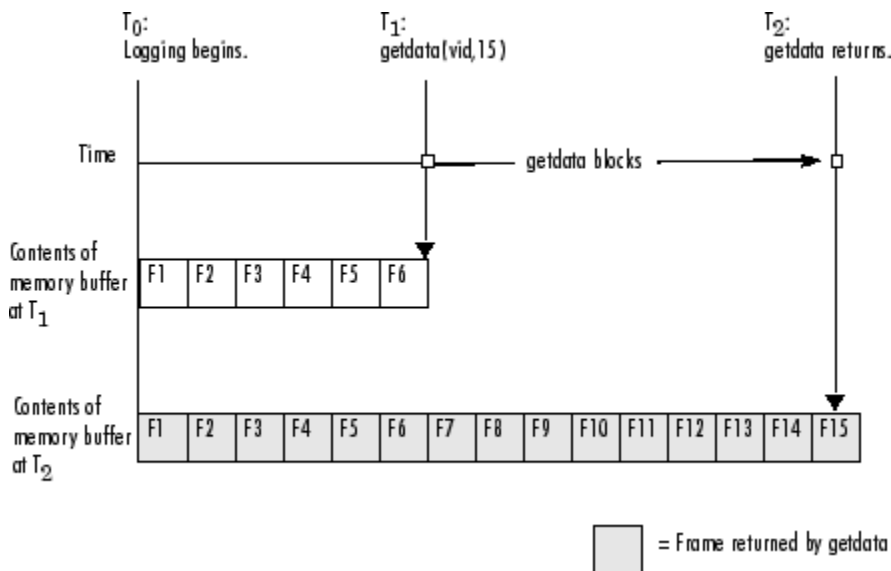 T0:
Logging begins.
T1:
getdata(vid,15)
T2:
getdata returns.
Time
getdata blocks
Contents of
memory buffer
at T1
F1 F2 F3 F4 F5 F6
Contents of
memory buffer
at T2
F1 F2 F3 F4 F5 F6 F7 F8 F9 F10 F11 F12 F13 F14 F15
= Frame returned by getdata